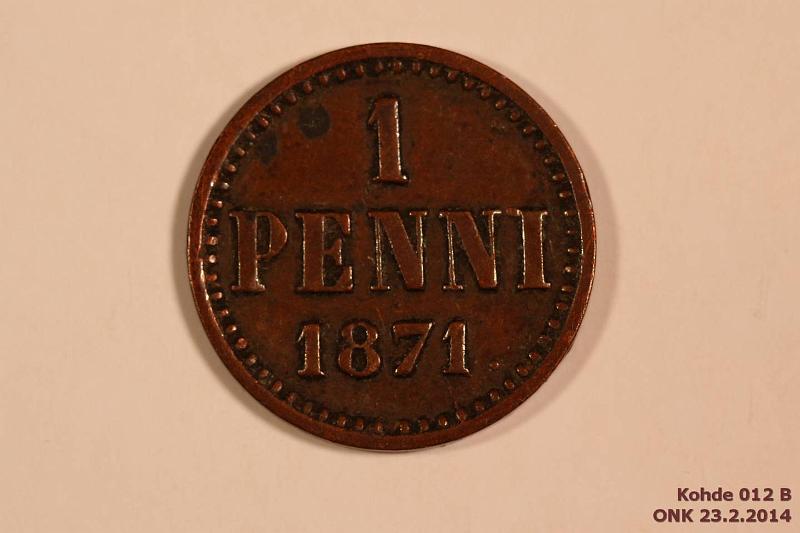 1
PENNI
1871
Kohde 012 B
ONK 23.2.2014